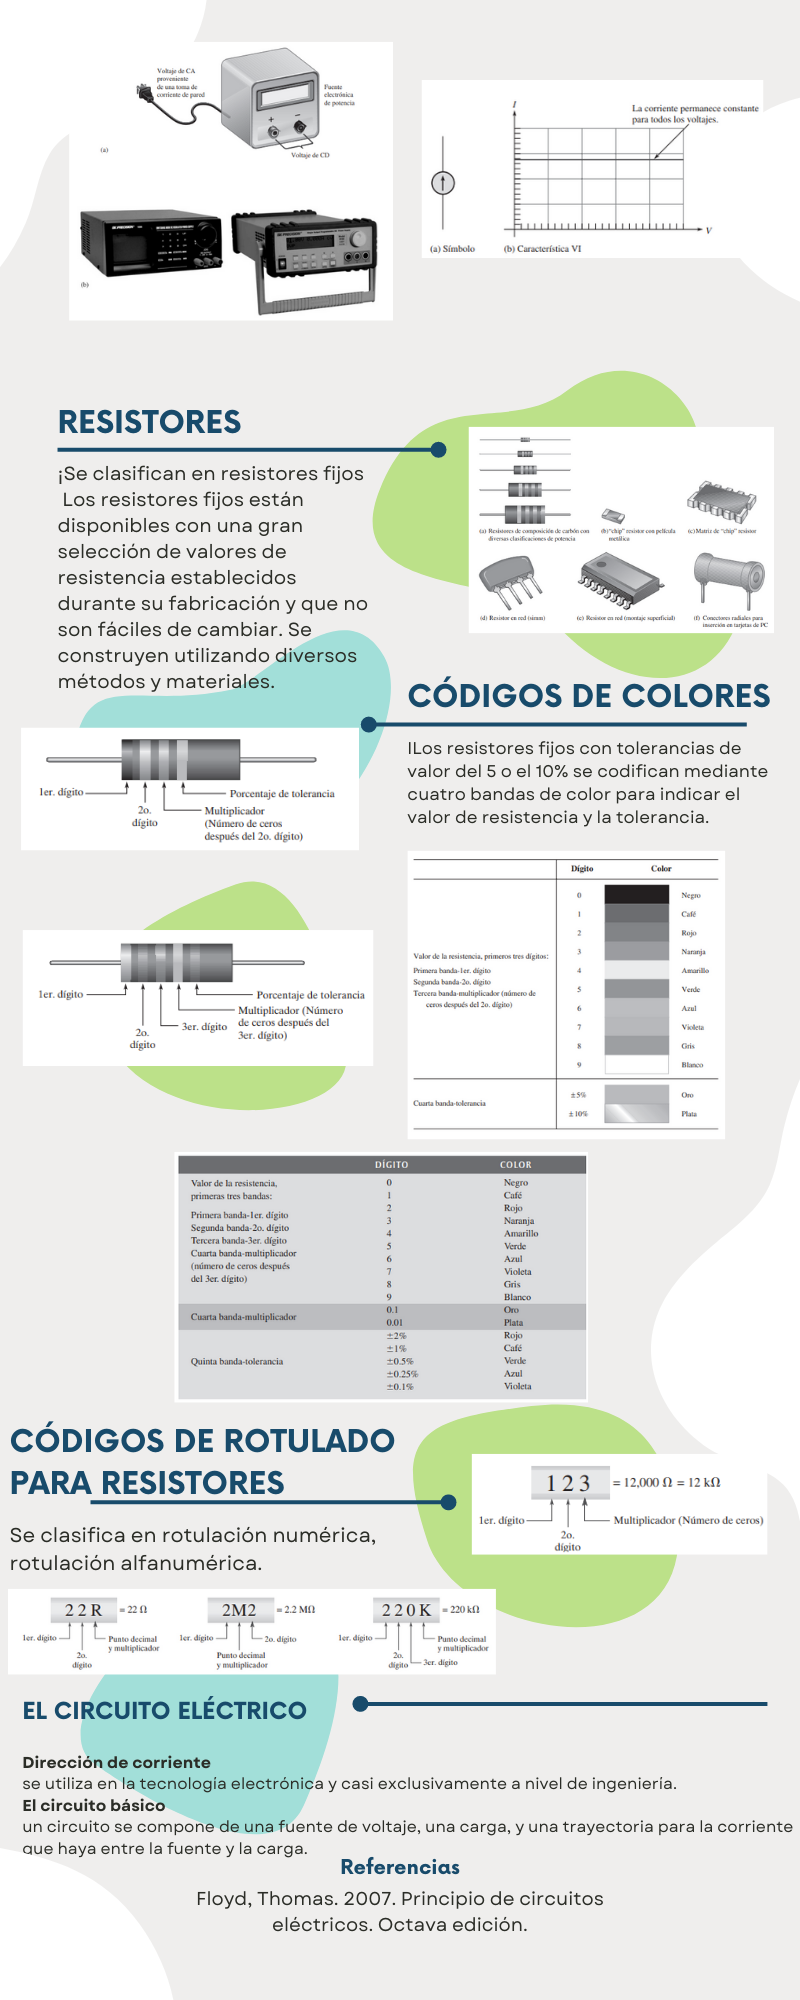 Voltaje de CA
proveniente
de una toma de
corriente de pared
Fuente
electrónica
de potencia
+ −
Voltaje de CD
(a)
(b)
I
La corriente permanece constante
para todos los voltajes.
V
(a) Símbolo
(b) Característica VI
RESISTORES
¡Se clasifican en resistores fijos
Los resistores fijos están
disponibles con una gran
selección de valores de
resistencia establecidos
durante su fabricación y que no
son fáciles de cambiar. Se
construyen utilizando diversos
métodos y materiales.
(a) Resistores de composición de carbón con
diversas clasificaciones de potencia
(b) "chip" resistor con película
metálica
(c) Matriz de "chip" resistor
(d) Resistor en red (simm)
(e) Resistor en red (montaje superficial)
(f) Conectores radiales para
inserción en tarjetas de PC
CÓDIGOS DE COLORES
ILos resistores fijos con tolerancias de
valor del 5 o el 10% se codifican mediante
cuatro bandas de color para indicar el
valor de resistencia y la tolerancia.
1er. dígito
2o.
dígito
Porcentaje de tolerancia
Multiplicador
(Número de ceros
después del 2o. dígito)
1er. dígito
2o.
dígito
3er. dígito
Porcentaje de tolerancia
Multiplicador (Número
de ceros después del
3er. dígito)
Dígito Color
Valor de la resistencia, primeros tres dígitos:
Primera banda-1er. dígito
Segunda banda-2o. dígito
Tercera banda-multiplicador (número de
ceros después del 2o. dígito)
0 Negro
1 Café
2 Rojo
3 Naranja
4 Amarillo
5 Verde
6 Azul
7 Violeta
8 Gris
9 Blanco
Cuarta banda-tolerancia
±5% Oro
±10% Plata
DÍGITO COLOR
Valor de la resistencia,
primeras tres bandas:
Primera banda-1er. dígito
Segunda banda-2o. dígito
Tercera banda-3er. dígito
Cuarta banda-multiplicador
(número de ceros después
del 3er. dígito)
0 Negro
1 Café
2 Rojo
3 Naranja
4 Amarillo
5 Verde
6 Azul
7 Violeta
8 Gris
9 Blanco
Cuarta banda-multiplicador
0.1 Oro
0.01 Plata
Quinta banda-tolerancia
±2% Rojo
±1% Café
±0.5% Verde
±0.25% Azul
±0.1% Violeta
CÓDIGOS DE ROTULADO
PARA RESISTORES
Se clasifica en rotulación numérica,
rotulación alfanumérica.
1 2 3 = 12,000 Ω = 12 kΩ
1er. dígito
2o.
dígito
Multiplicador (Número de ceros)
2 2 R = 22 Ω
1er. dígito
2o.
dígito
Punto decimal
y multiplicador
2M2 = 2.2 MΩ
1er. dígito
2o. dígito
Punto decimal
y multiplicador
2 2 0 K = 220 kΩ
1er. dígito
2o.
dígito
3er. dígito
Punto decimal
y multiplicador
EL CIRCUITO ELÉCTRICO
Dirección de corriente
se utiliza en la tecnología electrónica y casi exclusivamente a nivel de ingeniería.
El circuito básico
un circuito se compone de una fuente de voltaje, una carga, y una trayectoria para la corriente
que haya entre la fuente y la carga.
Referencias
Floyd, Thomas. 2007. Principio de circuitos
eléctricos. Octava edición.